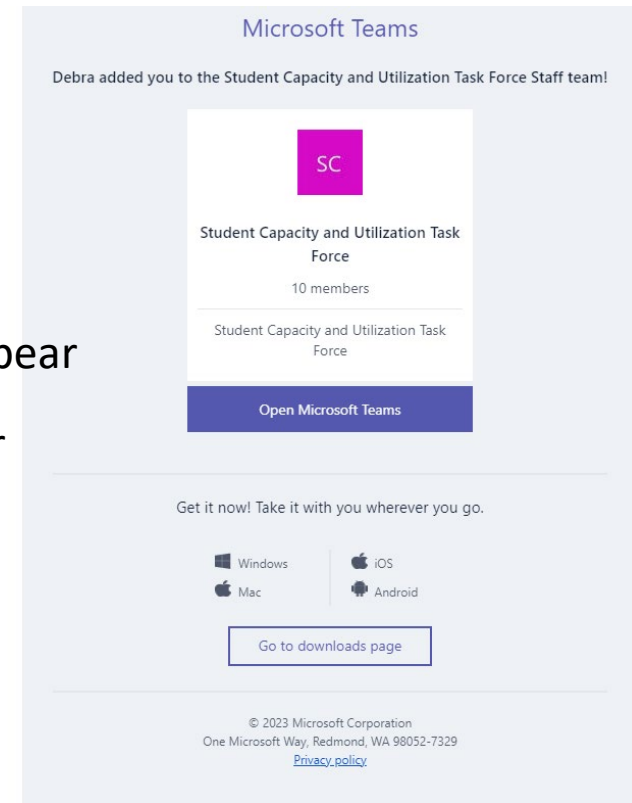 Microsoft Teams
Debra added you to the Student Capacity and Utilization Task Force Staff team!
SC
Student Capacity and Utilization Task
Force
10 members
Student Capacity and Utilization Task
Force
Open Microsoft Teams
Get it now! Take it with you wherever you go.
Windows
iOS
Mac
Android
Go to downloads page
© 2023 Microsoft Corporation
One Microsoft Way, Redmond, WA 98052-7329
Privacy policy